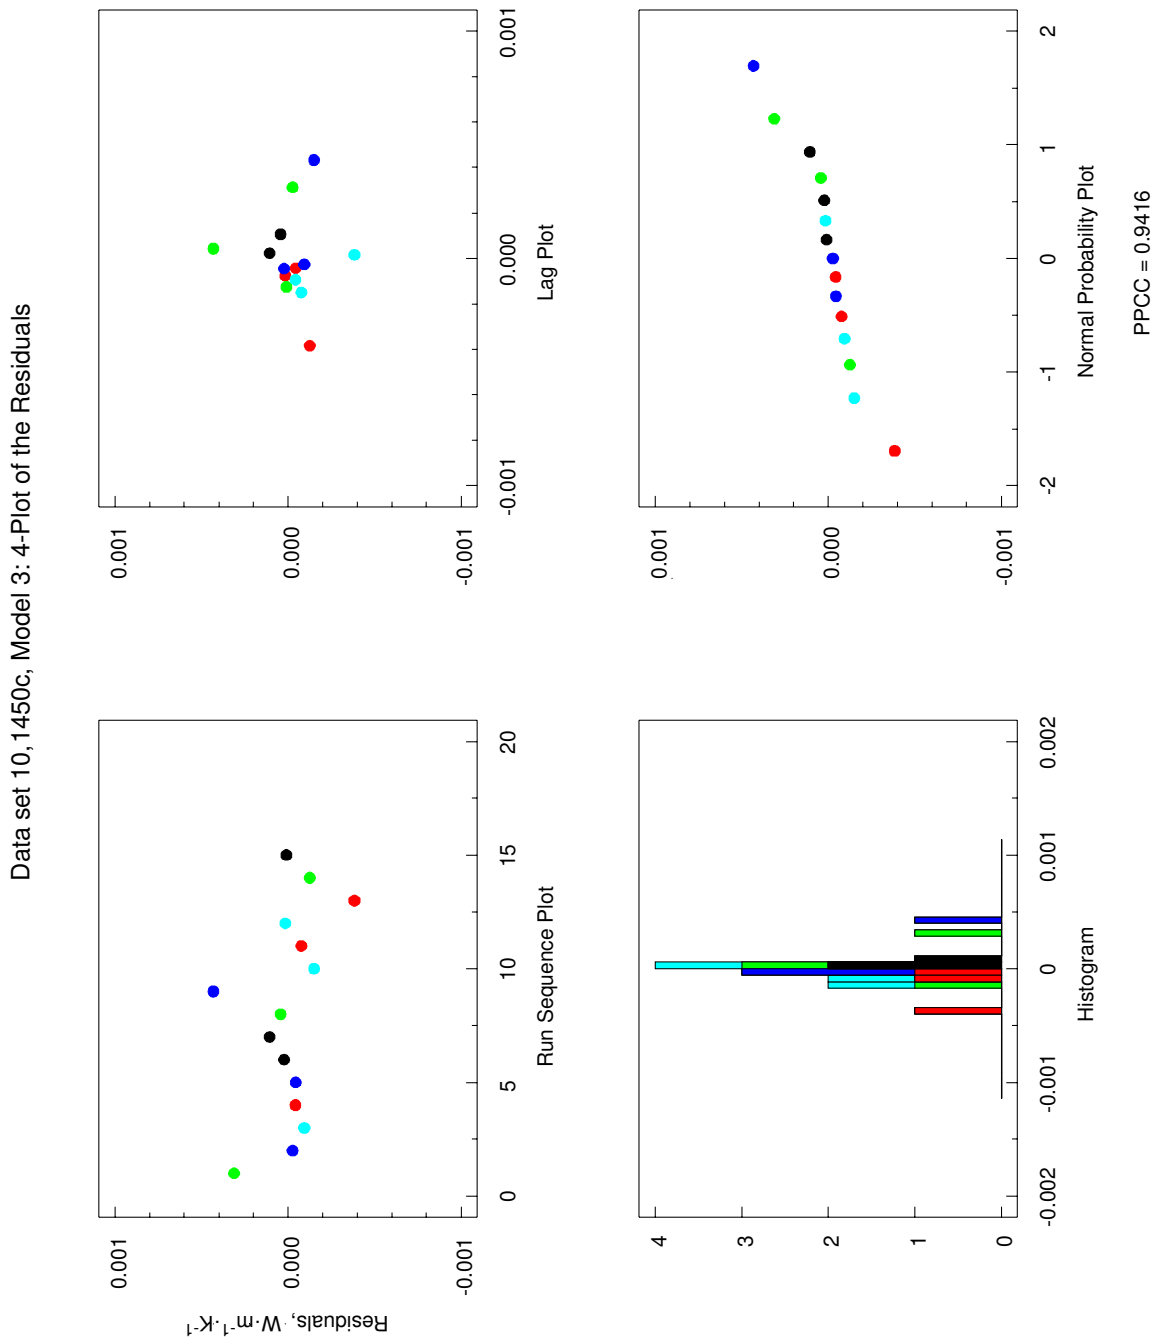 Data set 10,1450c, Model 3: 4-Plot of the Residuals
Residuals, W·m⁻¹·K⁻¹
0.001
0.000
-0.001
0 5 10 15 20
Run Sequence Plot
0.001
0.000
-0.001
-0.001 0.000 0.001
Lag Plot
4
3
2
1
0
-0.002 -0.001 0 0.001 0.002
Histogram
0.001
0.000
-0.001
-2 -1 0 1 2
Normal Probability Plot
PPCC = 0.9416